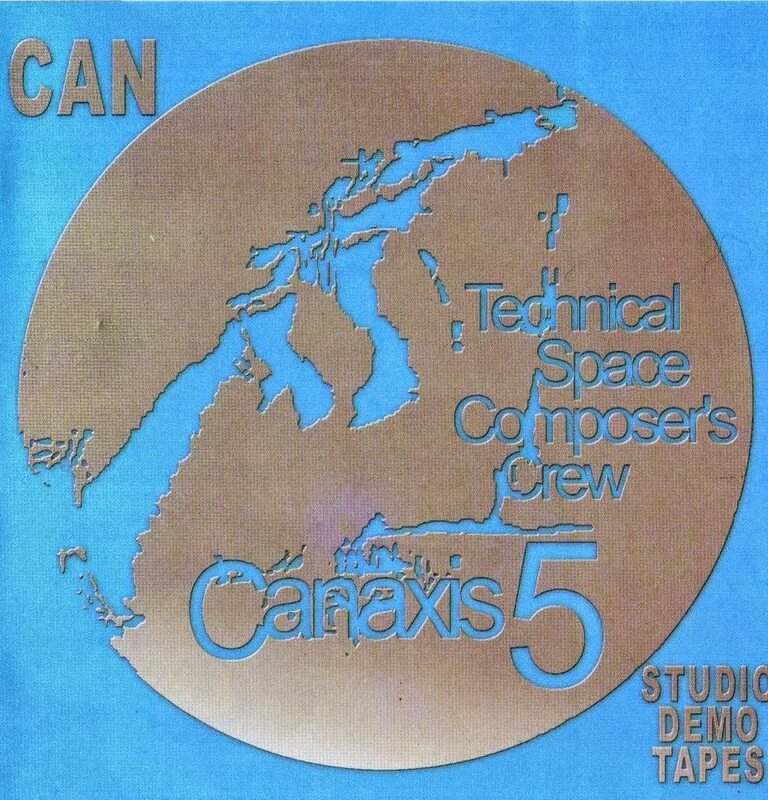 CAN
Technical
Space
Composer's
Crew
Canaxis 5
STUDIO
DEMO
TAPES